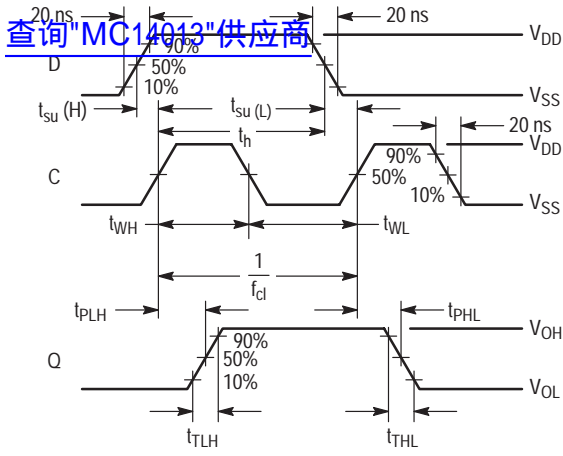 20 ns
20 ns
查询"MC14013"供应商
V_DD
D
90%
50%
10%
V_SS
t_su (H)
t_su (L)
t_h
20 ns
V_DD
C
90%
50%
10%
V_SS
t_WH
t_WL
1
f_cl
t_PLH
t_PHL
V_OH
Q
90%
50%
10%
V_OL
t_TLH
t_THL